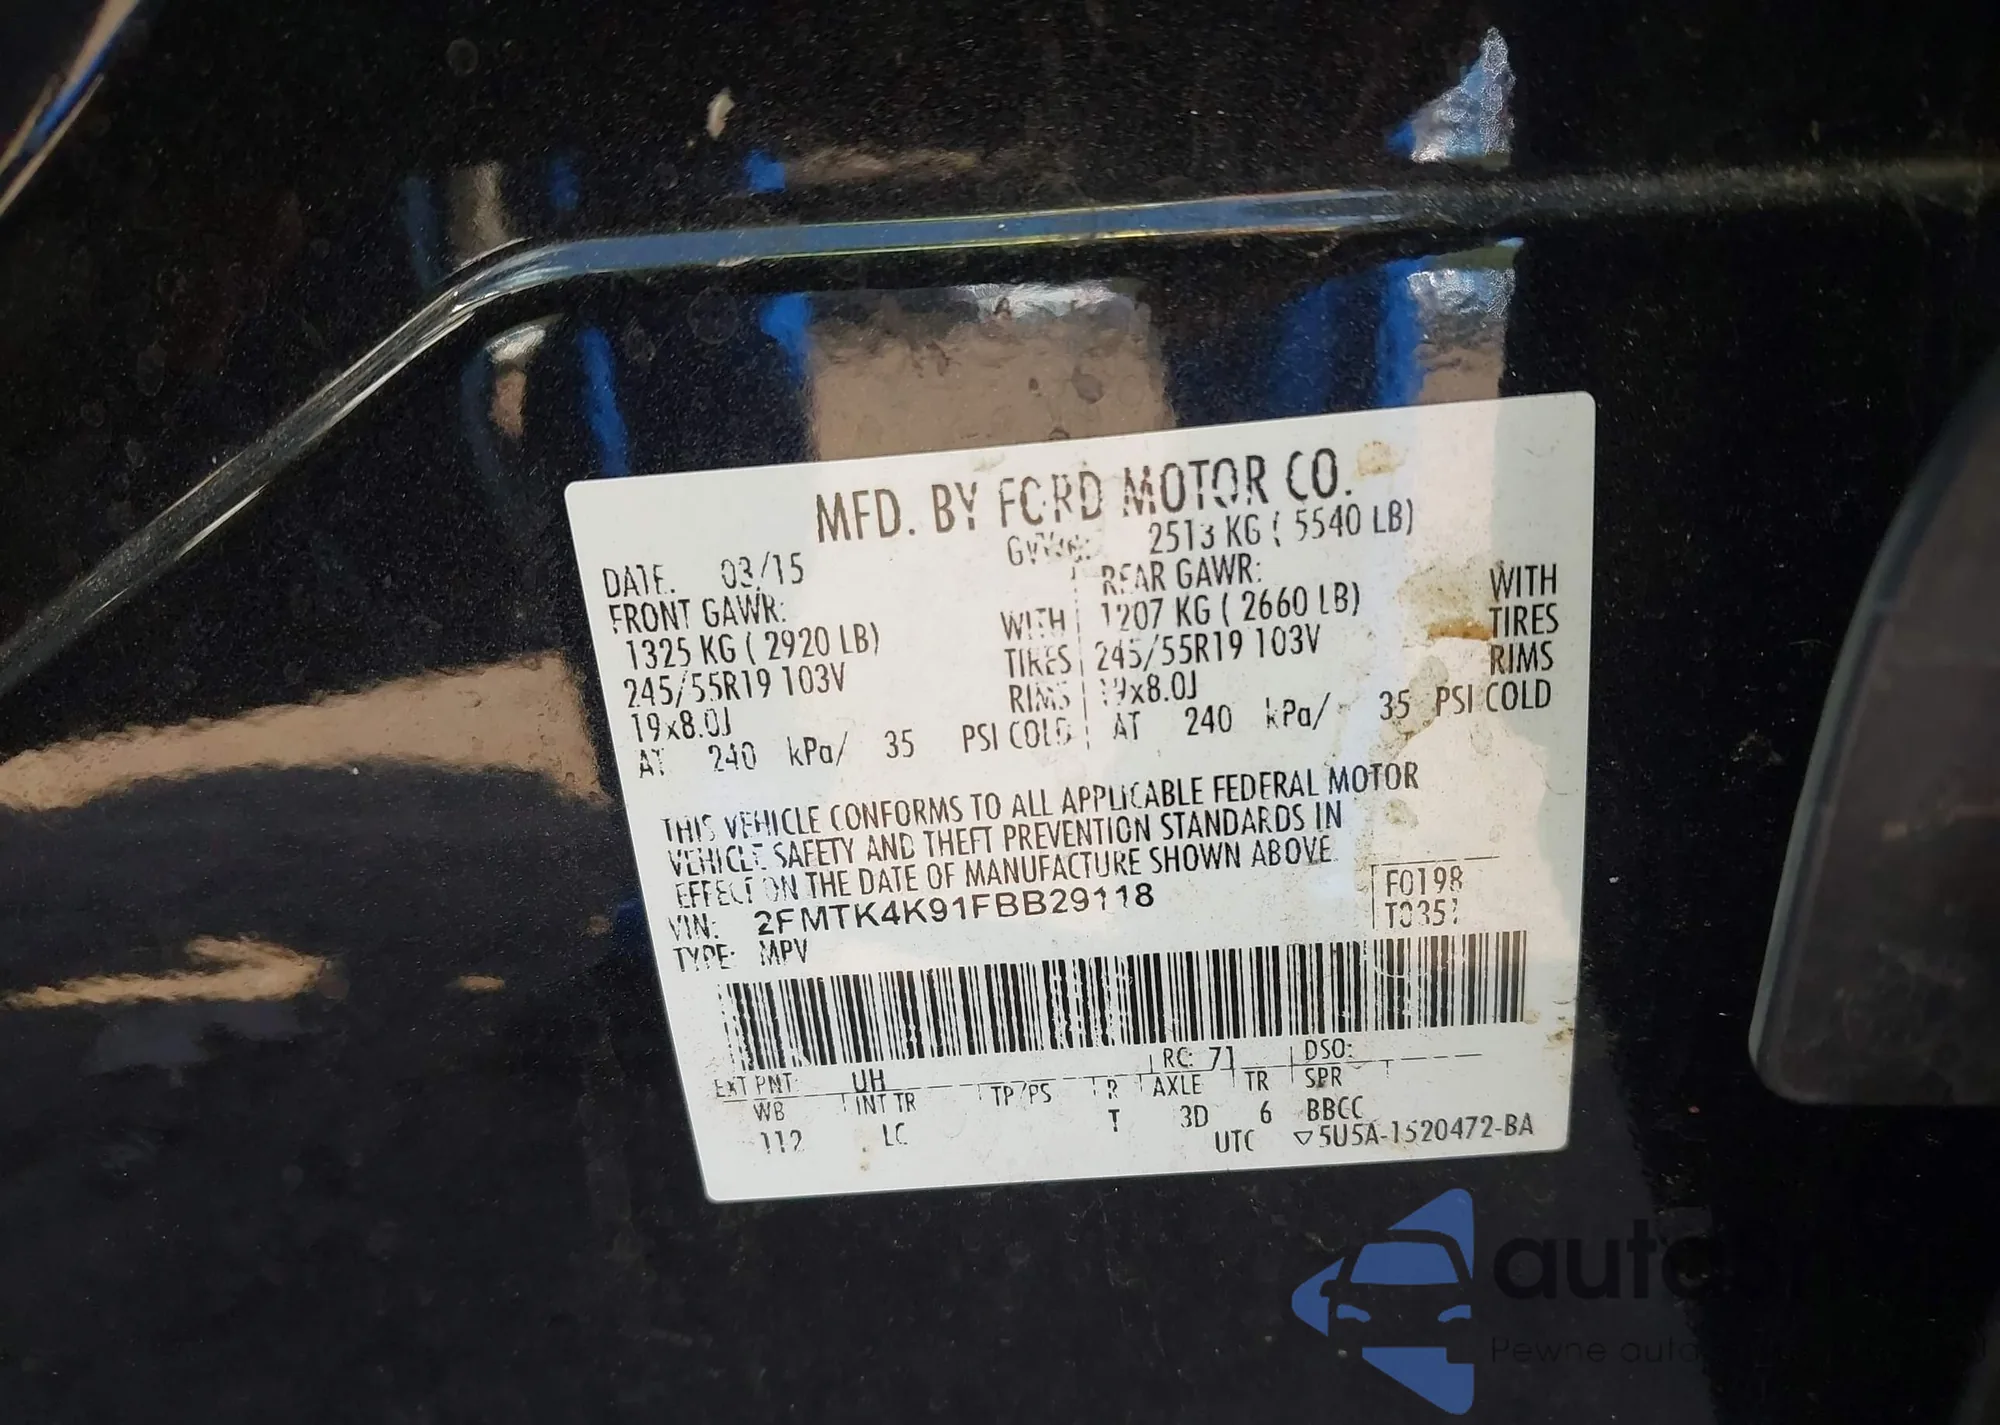 MFD. BY FORD MOTOR CO.
DATE: 03/15 GVWR: 2513 KG ( 5540 LB)
FRONT GAWR: REAR GAWR:
1325 KG ( 2920 LB) WITH 1207 KG ( 2660 LB) WITH
245/55R19 103V TIRES 245/55R19 103V TIRES
19x8.0J RIMS 19x8.0J RIMS
AT 240 kPa/ 35 PSI COLD AT 240 kPa/ 35 PSI COLD
THIS VEHICLE CONFORMS TO ALL APPLICABLE FEDERAL MOTOR
VEHICLE SAFETY AND THEFT PREVENTION STANDARDS IN
EFFECT ON THE DATE OF MANUFACTURE SHOWN ABOVE.
VIN: 2FMTK4K91FBB29118
F0198
TYPE: MPV
EXT PNT: UH RC: 71 DSO:
WB INT TR TP/PS R AXLE TR SPR
112 LC T 3D 6 BBCC
UTC ▽5U5A-1520472-BA
Pewne